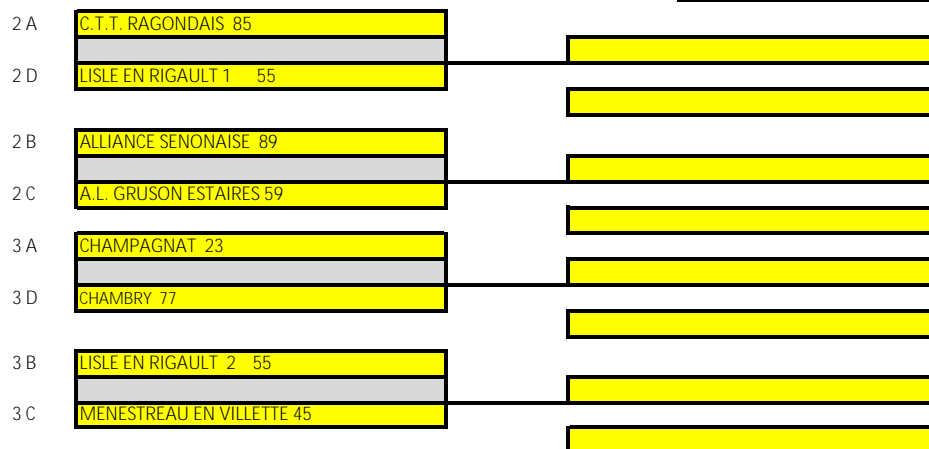 2 A C.T.T. RAGONDAIS 85
2 D LISLE EN RIGAULT 1 55
2 B ALLIANCE SENONAISE 89
2 C A.L. GRUSON ESTAIRES 59
3 A CHAMPAGNAT 23
3 D CHAMBRY 77
3 B LISLE EN RIGAULT 2 55
3 C MENESTREAU EN VILLETTE 45